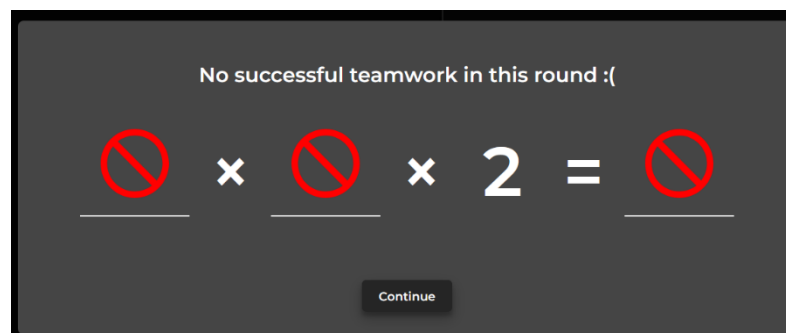 No successful teamwork in this round :(
× × 2 =
Continue